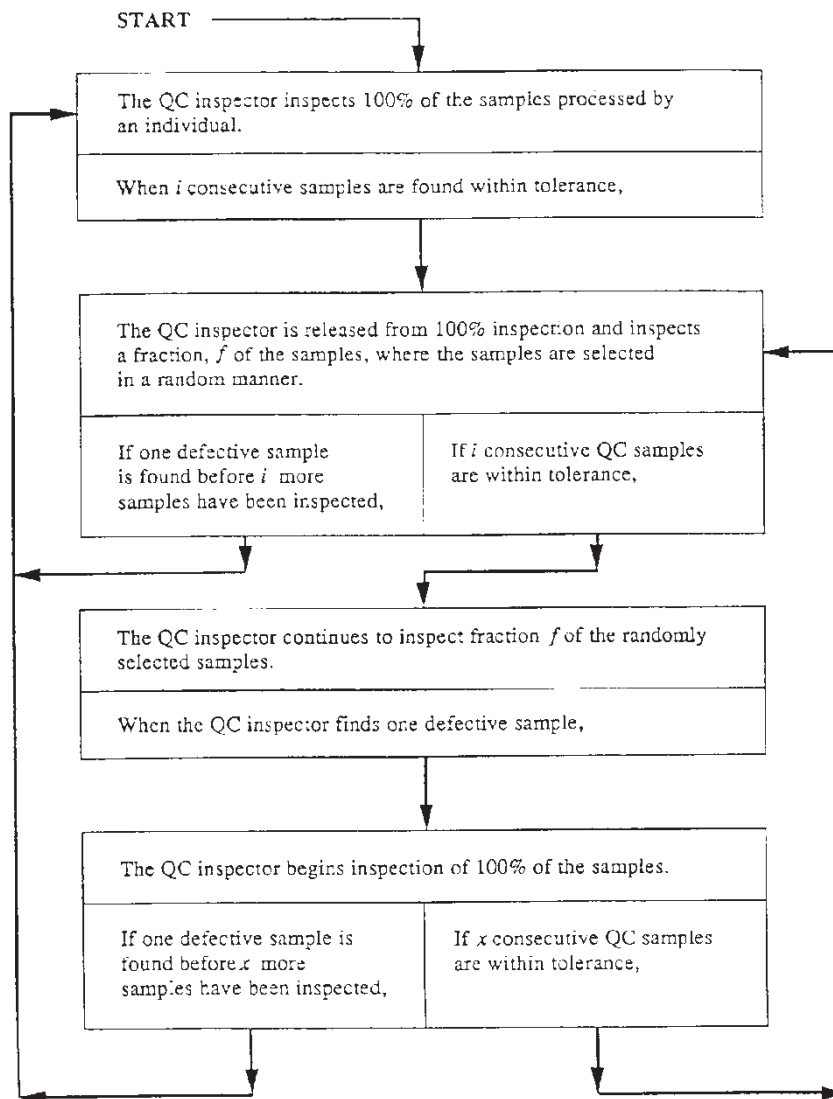 START
The QC inspector inspects 100% of the samples processed by
an individual.
When i consecutive samples are found within tolerance,
The QC inspector is released from 100% inspection and inspects
a fraction, f of the samples, where the samples are selected
in a random manner.
If one defective sample
is found before i more
samples have been inspected,
If i consecutive QC samples
are within tolerance,
The QC inspector continues to inspect fraction f of the randomly
selected samples.
When the QC inspector finds one defective sample,
The QC inspector begins inspection of 100% of the samples.
If one defective sample is
found before x more
samples have been inspected,
If x consecutive QC samples
are within tolerance,